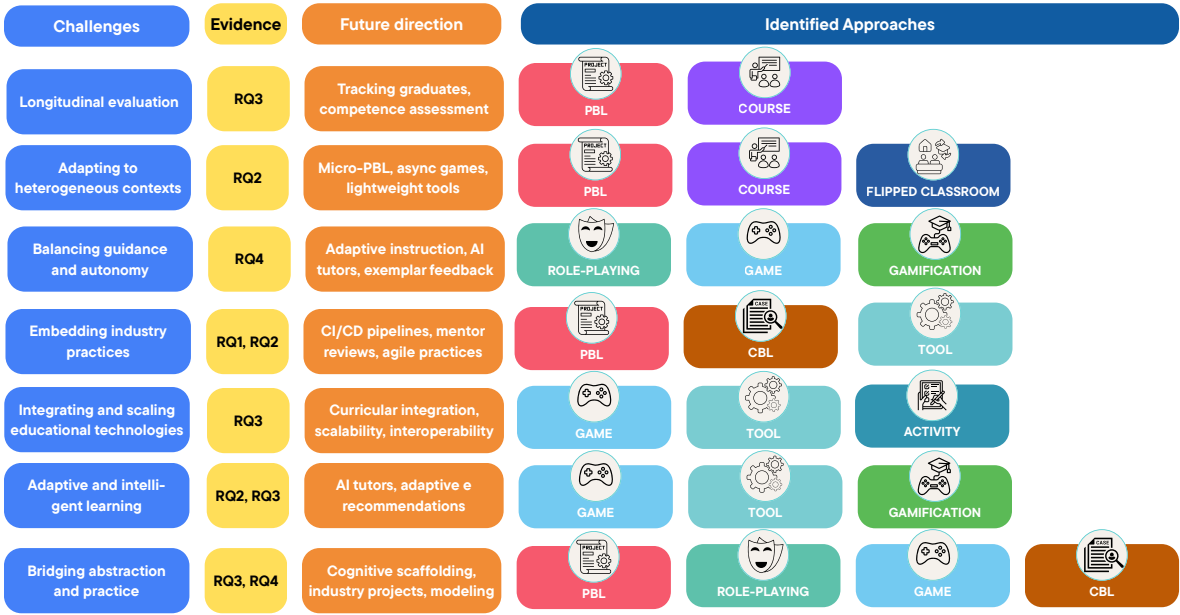 Challenges
Evidence
Future direction
Identified Approaches
Longitudinal evaluation
RQ3
Tracking graduates,
competence assessment
PROJECT
PBL
COURSE
Adapting to
heterogeneous contexts
RQ2
Micro-PBL, async games,
lightweight tools
PROJECT
PBL
COURSE
FLIPPED CLASSROOM
Balancing guidance
and autonomy
RQ4
Adaptive instruction, AI
tutors, exemplar feedback
ROLE-PLAYING
GAME
GAMIFICATION
Embedding industry
practices
RQ1, RQ2
CI/CD pipelines, mentor
reviews, agile practices
PROJECT
PBL
CASE
CBL
TOOL
Integrating and scaling
educational technologies
RQ3
Curricular integration,
scalability, interoperability
GAME
TOOL
ACTIVITY
Adaptive and intelli-
gent learning
RQ2, RQ3
AI tutors, adaptive e
recommendations
GAME
TOOL
GAMIFICATION
Bridging abstraction
and practice
RQ3, RQ4
Cognitive scaffolding,
industry projects, modeling
PROJECT
PBL
ROLE-PLAYING
GAME
CASE
CBL